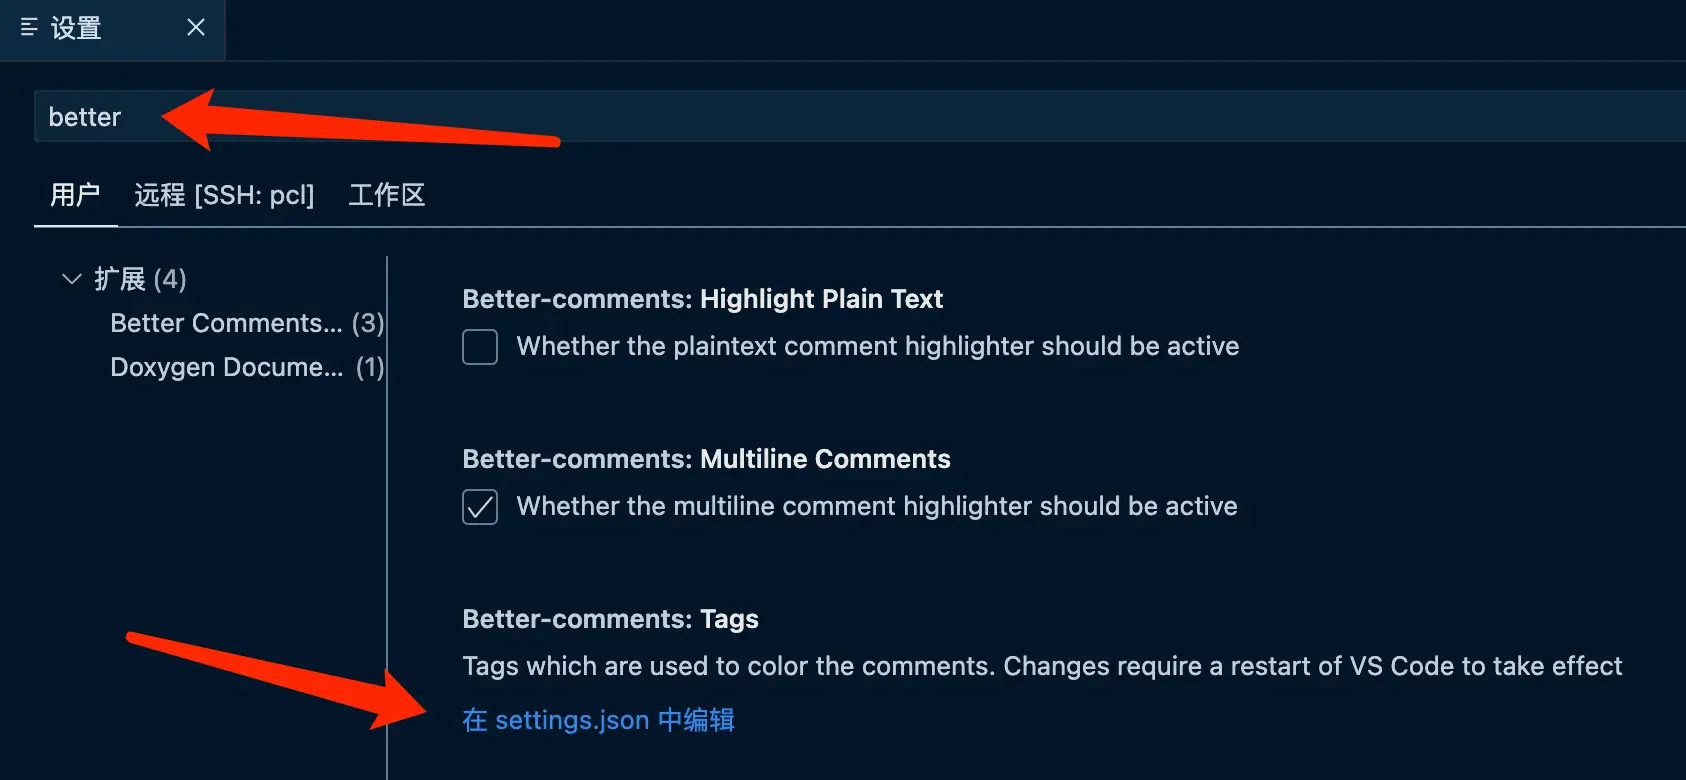 设置
better
用户 远程 [SSH: pcl] 工作区
扩展 (4)
Better Comments... (3)
Doxygen Docume... (1)
Better-comments: Highlight Plain Text
Whether the plaintext comment highlighter should be active
Better-comments: Multiline Comments
Whether the multiline comment highlighter should be active
Better-comments: Tags
Tags which are used to color the comments. Changes require a restart of VS Code to take effect
在 settings.json 中编辑